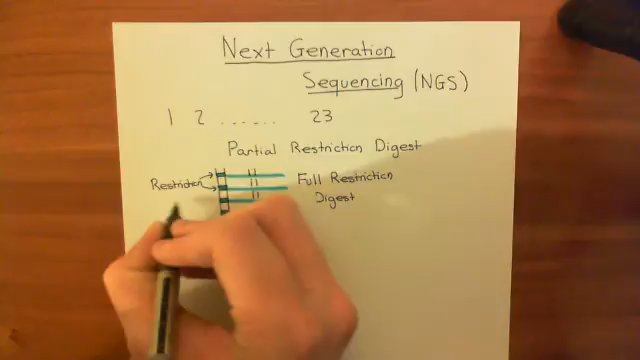 Next Generation
Sequencing (NGS)
1 2 ....... 23
Partial Restriction Digest
Restriction
Full Restriction
Digest